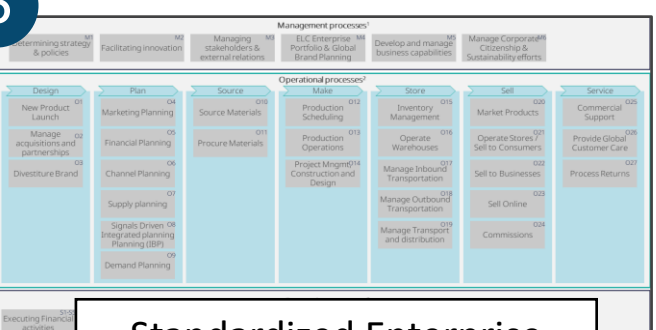 Management processes¹
M1
Determining strategy
& policies
M2
Facilitating innovation
M3
Managing
stakeholders &
external relations
M4
ELC Enterprise
Portfolio & Global
Brand Planning
M5
Develop and manage
business capabilities
M6
Manage Corporate
Citizenship &
Sustainability efforts
Operational processes²
Design
O1
New Product
Launch
O2
Manage
acquisitions and
partnerships
O3
Divestiture Brand
Plan
O4
Marketing Planning
O5
Financial Planning
O6
Channel Planning
O7
Supply planning
O8
Signals Driven
Integrated planning
Planning (IBP)
O9
Demand Planning
Source
O10
Source Materials
O11
Procure Materials
Make
O12
Production
Scheduling
O13
Production
Operations
O14
Project Mngmt,
Construction and
Design
Store
O15
Inventory
Management
O16
Operate
Warehouses
O17
Manage Inbound
Transportation
O18
Manage Outbound
Transportation
O19
Manage Transport
and distribution
Sell
O20
Market Products
O21
Operate Stores /
Sell to Consumers
O22
Sell to Businesses
O23
Sell Online
O24
Commissions
Service
O25
Commercial
Support
O26
Provide Global
Customer Care
O27
Process Returns
Executing Financial
activities
Standardized Enterprise